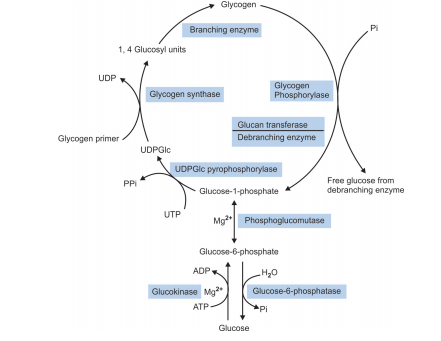 Glycogen
Branching enzyme
Pi
1, 4 Glucosyl units
UDP
Glycogen synthase
Glycogen
Phosphorylase
Glucan transferase
Debranching enzyme
Glycogen primer
UDPGlc
UDPGlc pyrophosphorylase
PPi
Glucose-1-phosphate
Free glucose from
debranching enzyme
UTP
Mg2+
Phosphoglucomutase
Glucose-6-phosphate
ADP
H2O
Glucokinase
Mg2+
Glucose-6-phosphatase
ATP
Pi
Glucose